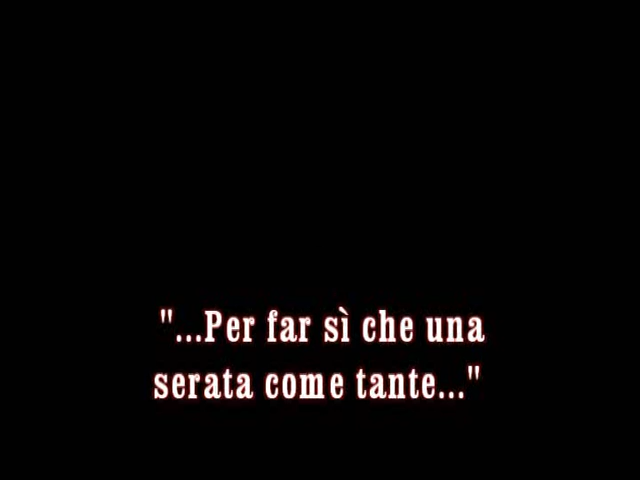 "...Per far sì che una
serata come tante..."